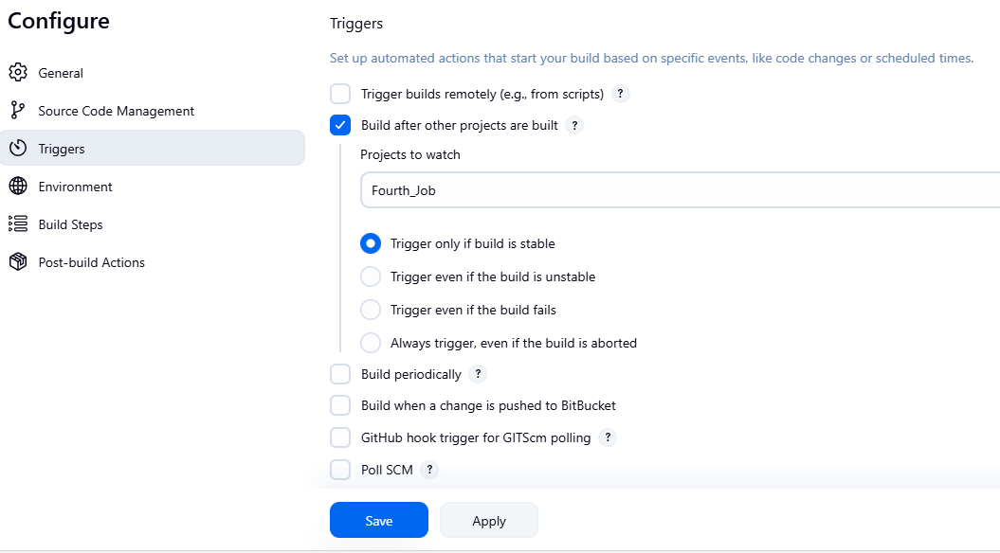 Configure
General
Source Code Management
Triggers
Environment
Build Steps
Post-build Actions
Triggers
Set up automated actions that start your build based on specific events, like code changes or scheduled times.
Trigger builds remotely (e.g., from scripts) ?
Build after other projects are built ?
Projects to watch
Fourth_Job
Trigger only if build is stable
Trigger even if the build is unstable
Trigger even if the build fails
Always trigger, even if the build is aborted
Build periodically ?
Build when a change is pushed to BitBucket
GitHub hook trigger for GITScm polling ?
Poll SCM ?
Save
Apply